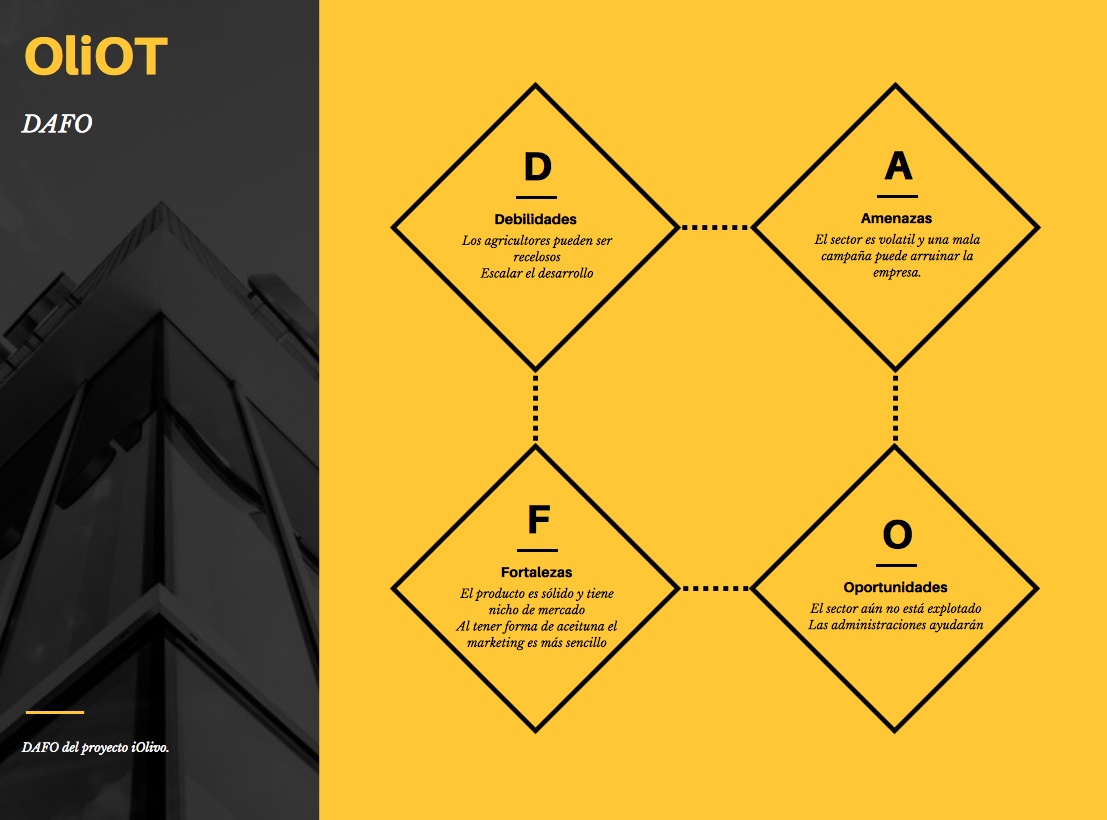 OliOT
DAFO
D
Debilidades
Los agricultores pueden ser
recelosos
Escalar el desarrollo
A
Amenazas
El sector es volatil y una mala
campaña puede arruinar la
empresa.
F
Fortalezas
El producto es sólido y tiene
nicho de mercado
Al tener forma de aceituna el
marketing es más sencillo
O
Oportunidades
El sector aún no está explotado
Las administraciones ayudarán
DAFO del proyecto iOlivo.